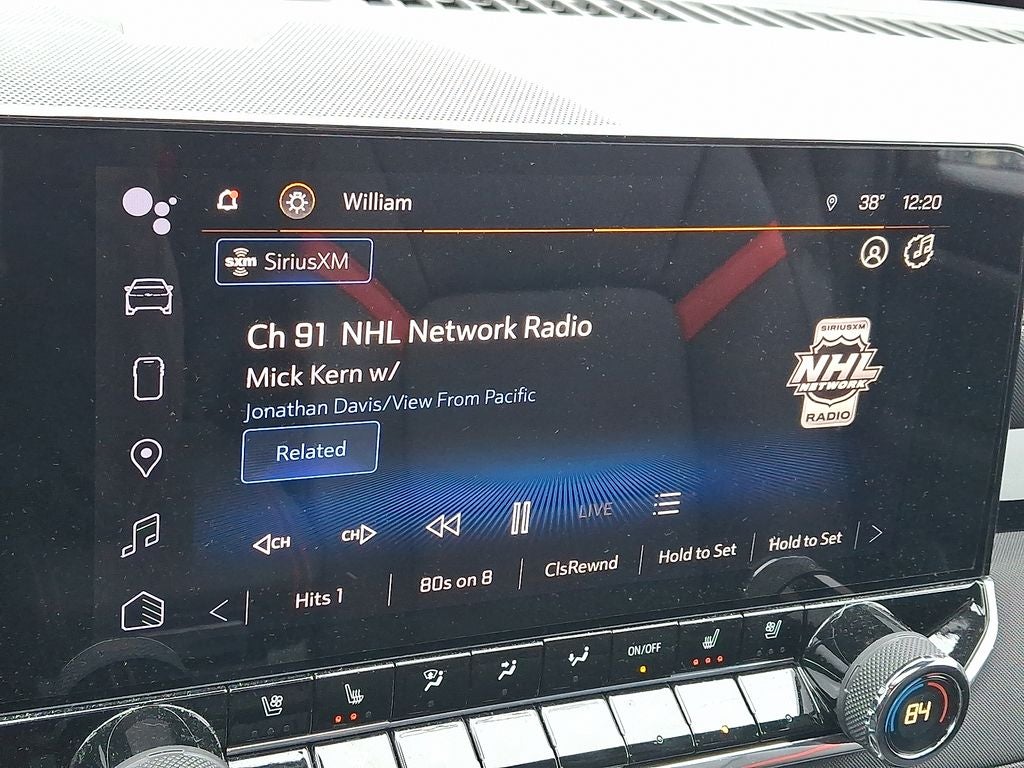 William
38° 12:20
sxm SiriusXM
Ch 91 NHL Network Radio
Mick Kern w/
Jonathan Davis/View From Pacific
Related
SIRIUSXM
NHL
NETWORK
RADIO
CH CH LIVE
Hits 1 80s on 8 ClsRewnd Hold to Set Hold to Set
ON/OFF
84